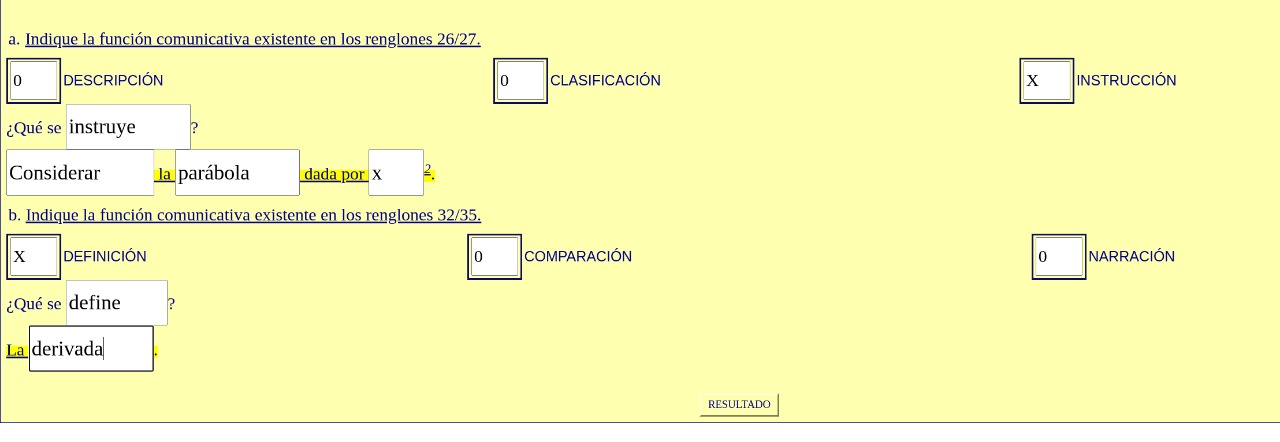 a. Indique la función comunicativa existente en los renglones 26/27.
0 DESCRIPCIÓN 0 CLASIFICACIÓN X INSTRUCCIÓN
¿Qué se instruye?
Considerar la parábola dada por x 2.
b. Indique la función comunicativa existente en los renglones 32/35.
X DEFINICIÓN 0 COMPARACIÓN 0 NARRACIÓN
¿Qué se define?
La derivada.
RESULTADO